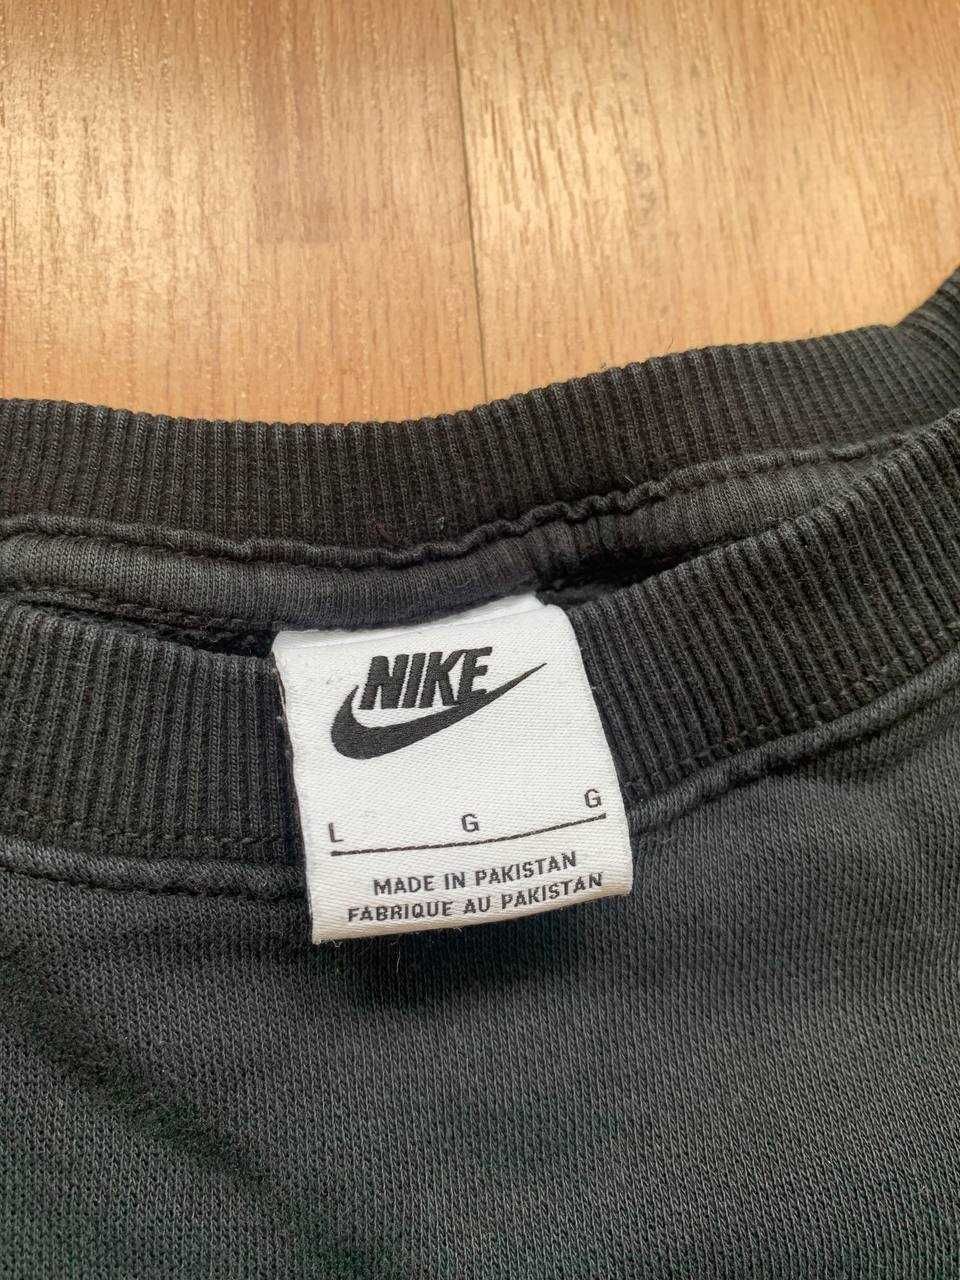 NIKE
L G G
MADE IN PAKISTAN
FABRIQUE AU PAKISTAN